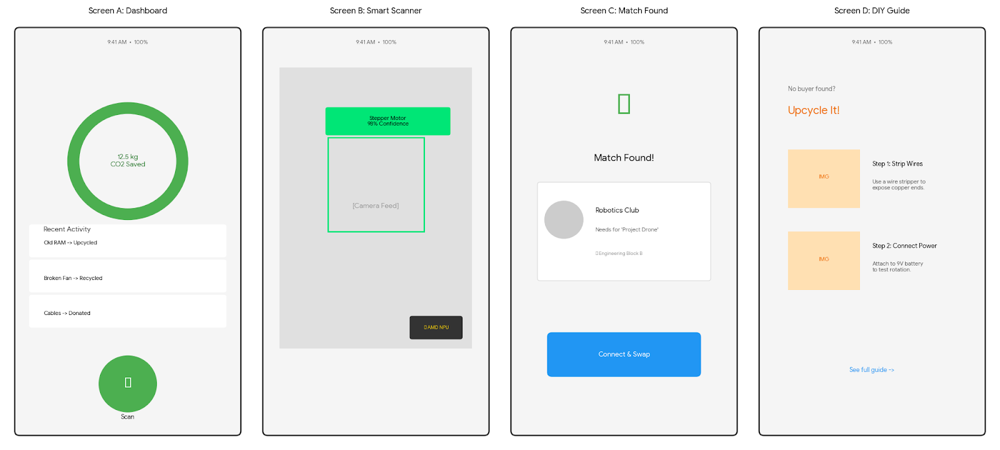 Screen A: Dashboard
9:41 AM • 100%
12.5 kg
CO2 Saved
Recent Activity
Old RAM -> Upcycled
Broken Fan -> Recycled
Cables -> Donated
Scan
Screen B: Smart Scanner
9:41 AM • 100%
Stepper Motor
98% Confidence
[Camera Feed]
AMD NPU
Screen C: Match Found
9:41 AM • 100%
Match Found!
Robotics Club
Needs for 'Project Drone'
Engineering Block B
Connect & Swap
Screen D: DIY Guide
9:41 AM • 100%
No buyer found?
Upcycle It!
IMG
Step 1: Strip Wires
Use a wire stripper to
expose copper ends.
IMG
Step 2: Connect Power
Attach to 9V battery
to test rotation.
See full guide ->